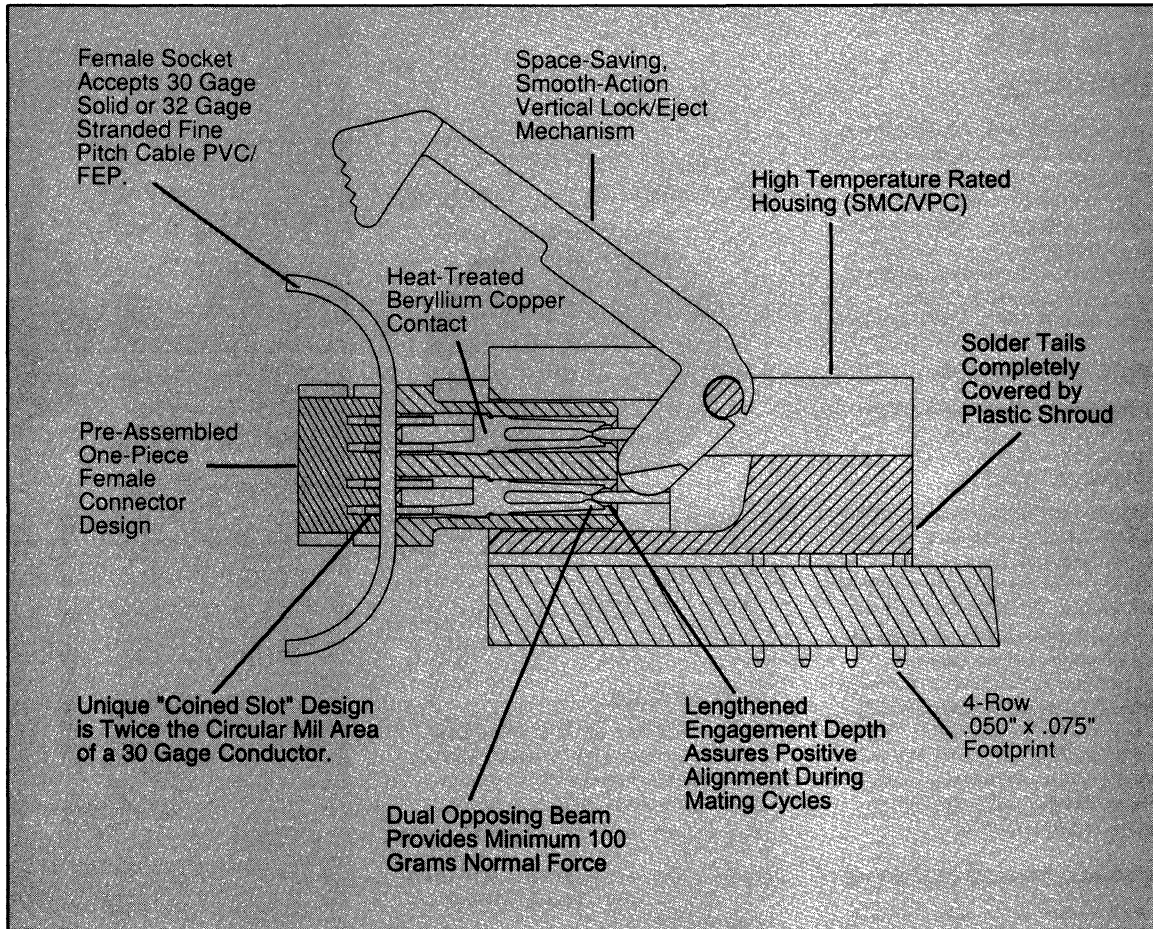 Female Socket
Accepts 30 Gage
Solid or 32 Gage
Stranded Fine
Pitch Cable PVC/
FEP.
Space-Saving,
Smooth-Action
Vertical Lock/Eject
Mechanism
High Temperature Rated
Housing (SMC/VPC)
Heat-Treated
Beryllium Copper
Contact
Solder Tails
Completely
Covered by
Plastic Shroud
Pre-Assembled
One-Piece
Female
Connector
Design
Unique "Coined Slot" Design
is Twice the Circular Mil Area
of a 30 Gage Conductor.
Dual Opposing Beam
Provides Minimum 100
Grams Normal Force
Lengthened
Engagement Depth
Assures Positive
Alignment During
Mating Cycles
4-Row
.050" x .075"
Footprint